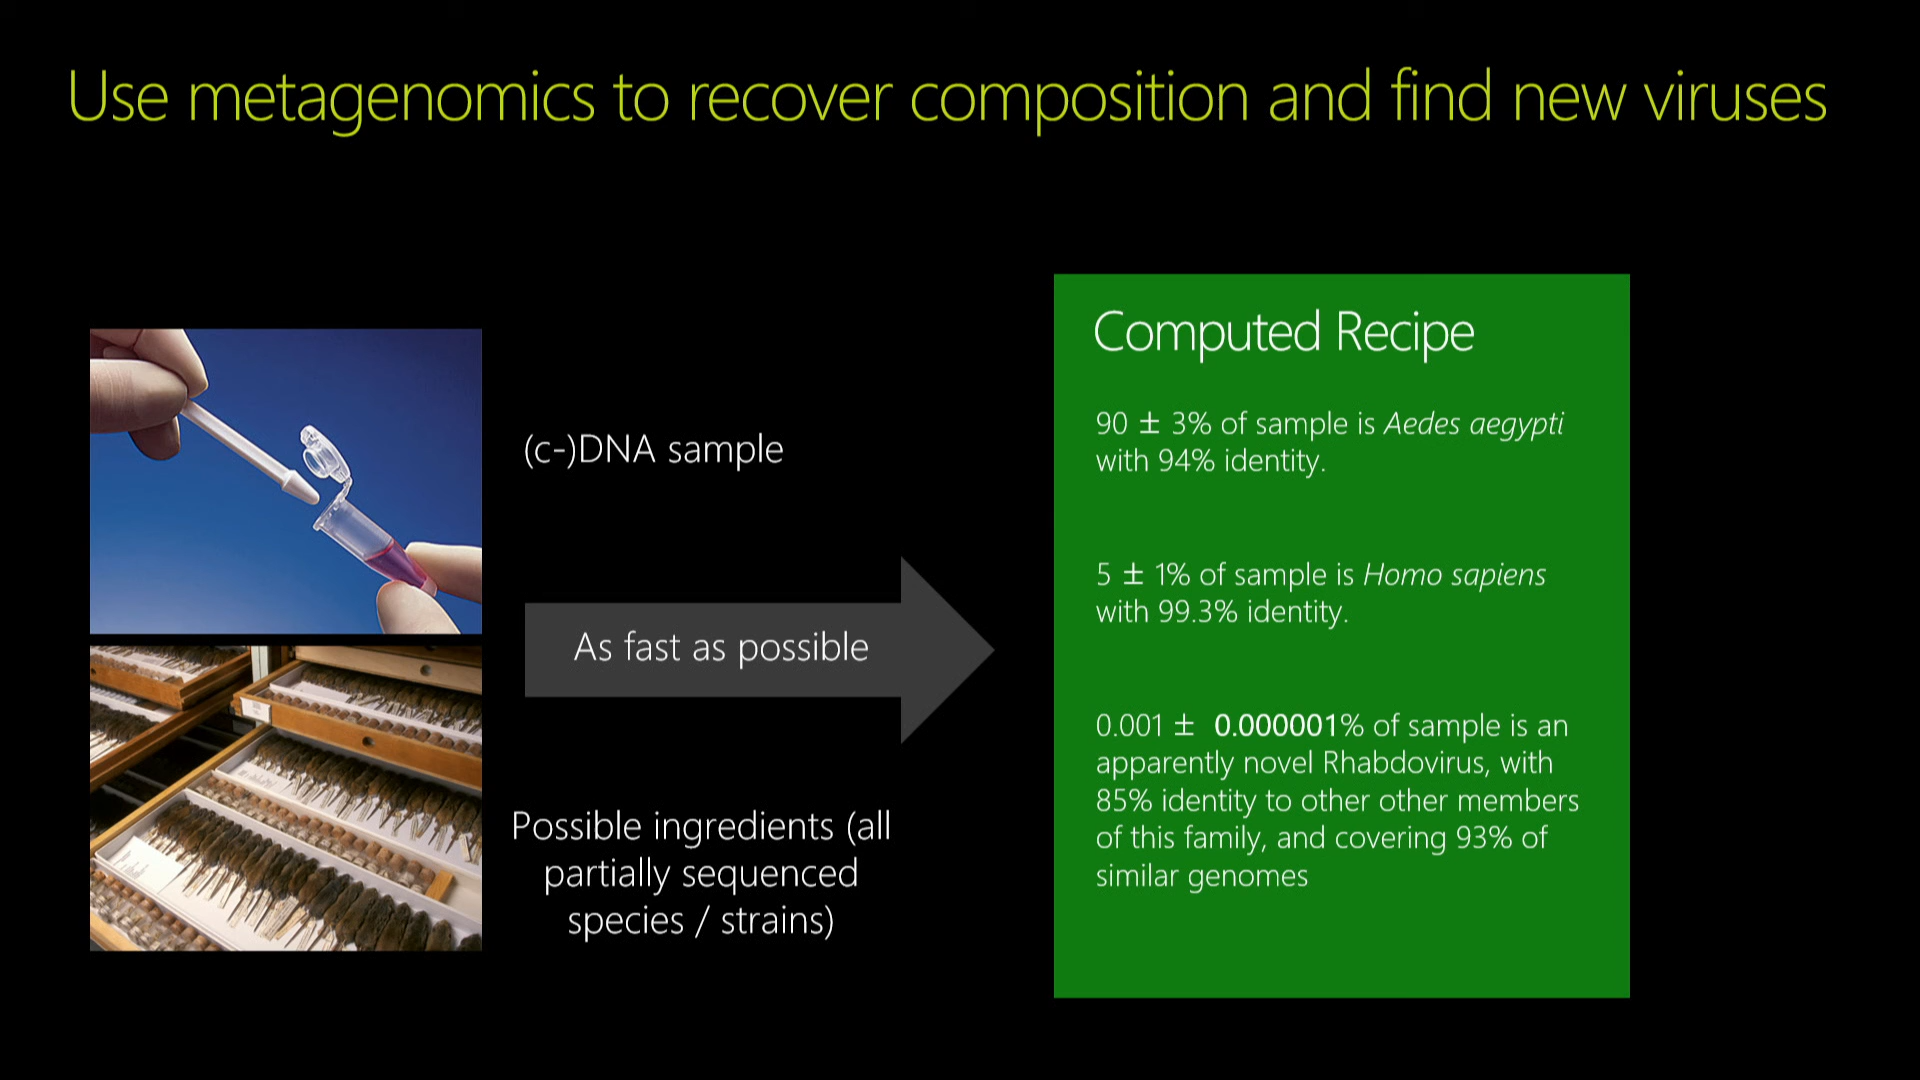 Use metagenomics to recover composition and find new viruses
(c-)DNA sample
As fast as possible
Possible ingredients (all
partially sequenced
species / strains)
Computed Recipe
90 ± 3% of sample is Aedes aegypti
with 94% identity.
5 ± 1% of sample is Homo sapiens
with 99.3% identity.
0.001 ± 0.000001% of sample is an
apparently novel Rhabdovirus, with
85% identity to other other members
of this family, and covering 93% of
similar genomes